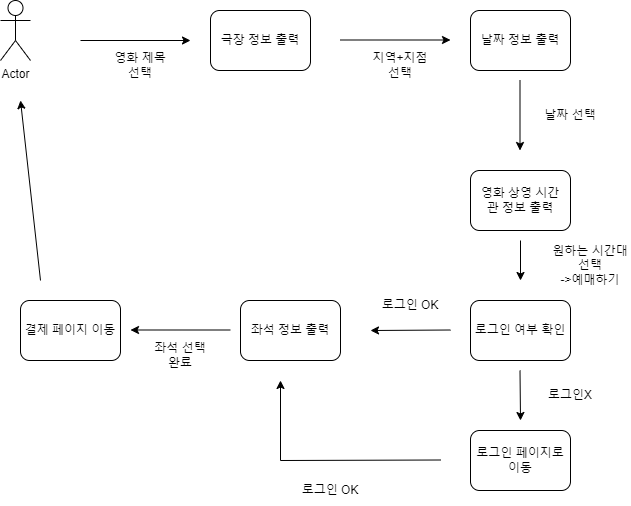 Actor
영화 제목
선택
극장 정보 출력
지역+지점
선택
날짜 정보 출력
날짜 선택
영화 상영 시간
관 정보 출력
원하는 시간대
선택
->예매하기
로그인 여부 확인
로그인 OK
좌석 정보 출력
좌석 선택
완료
결제 페이지 이동
로그인X
로그인 페이지로
이동
로그인 OK